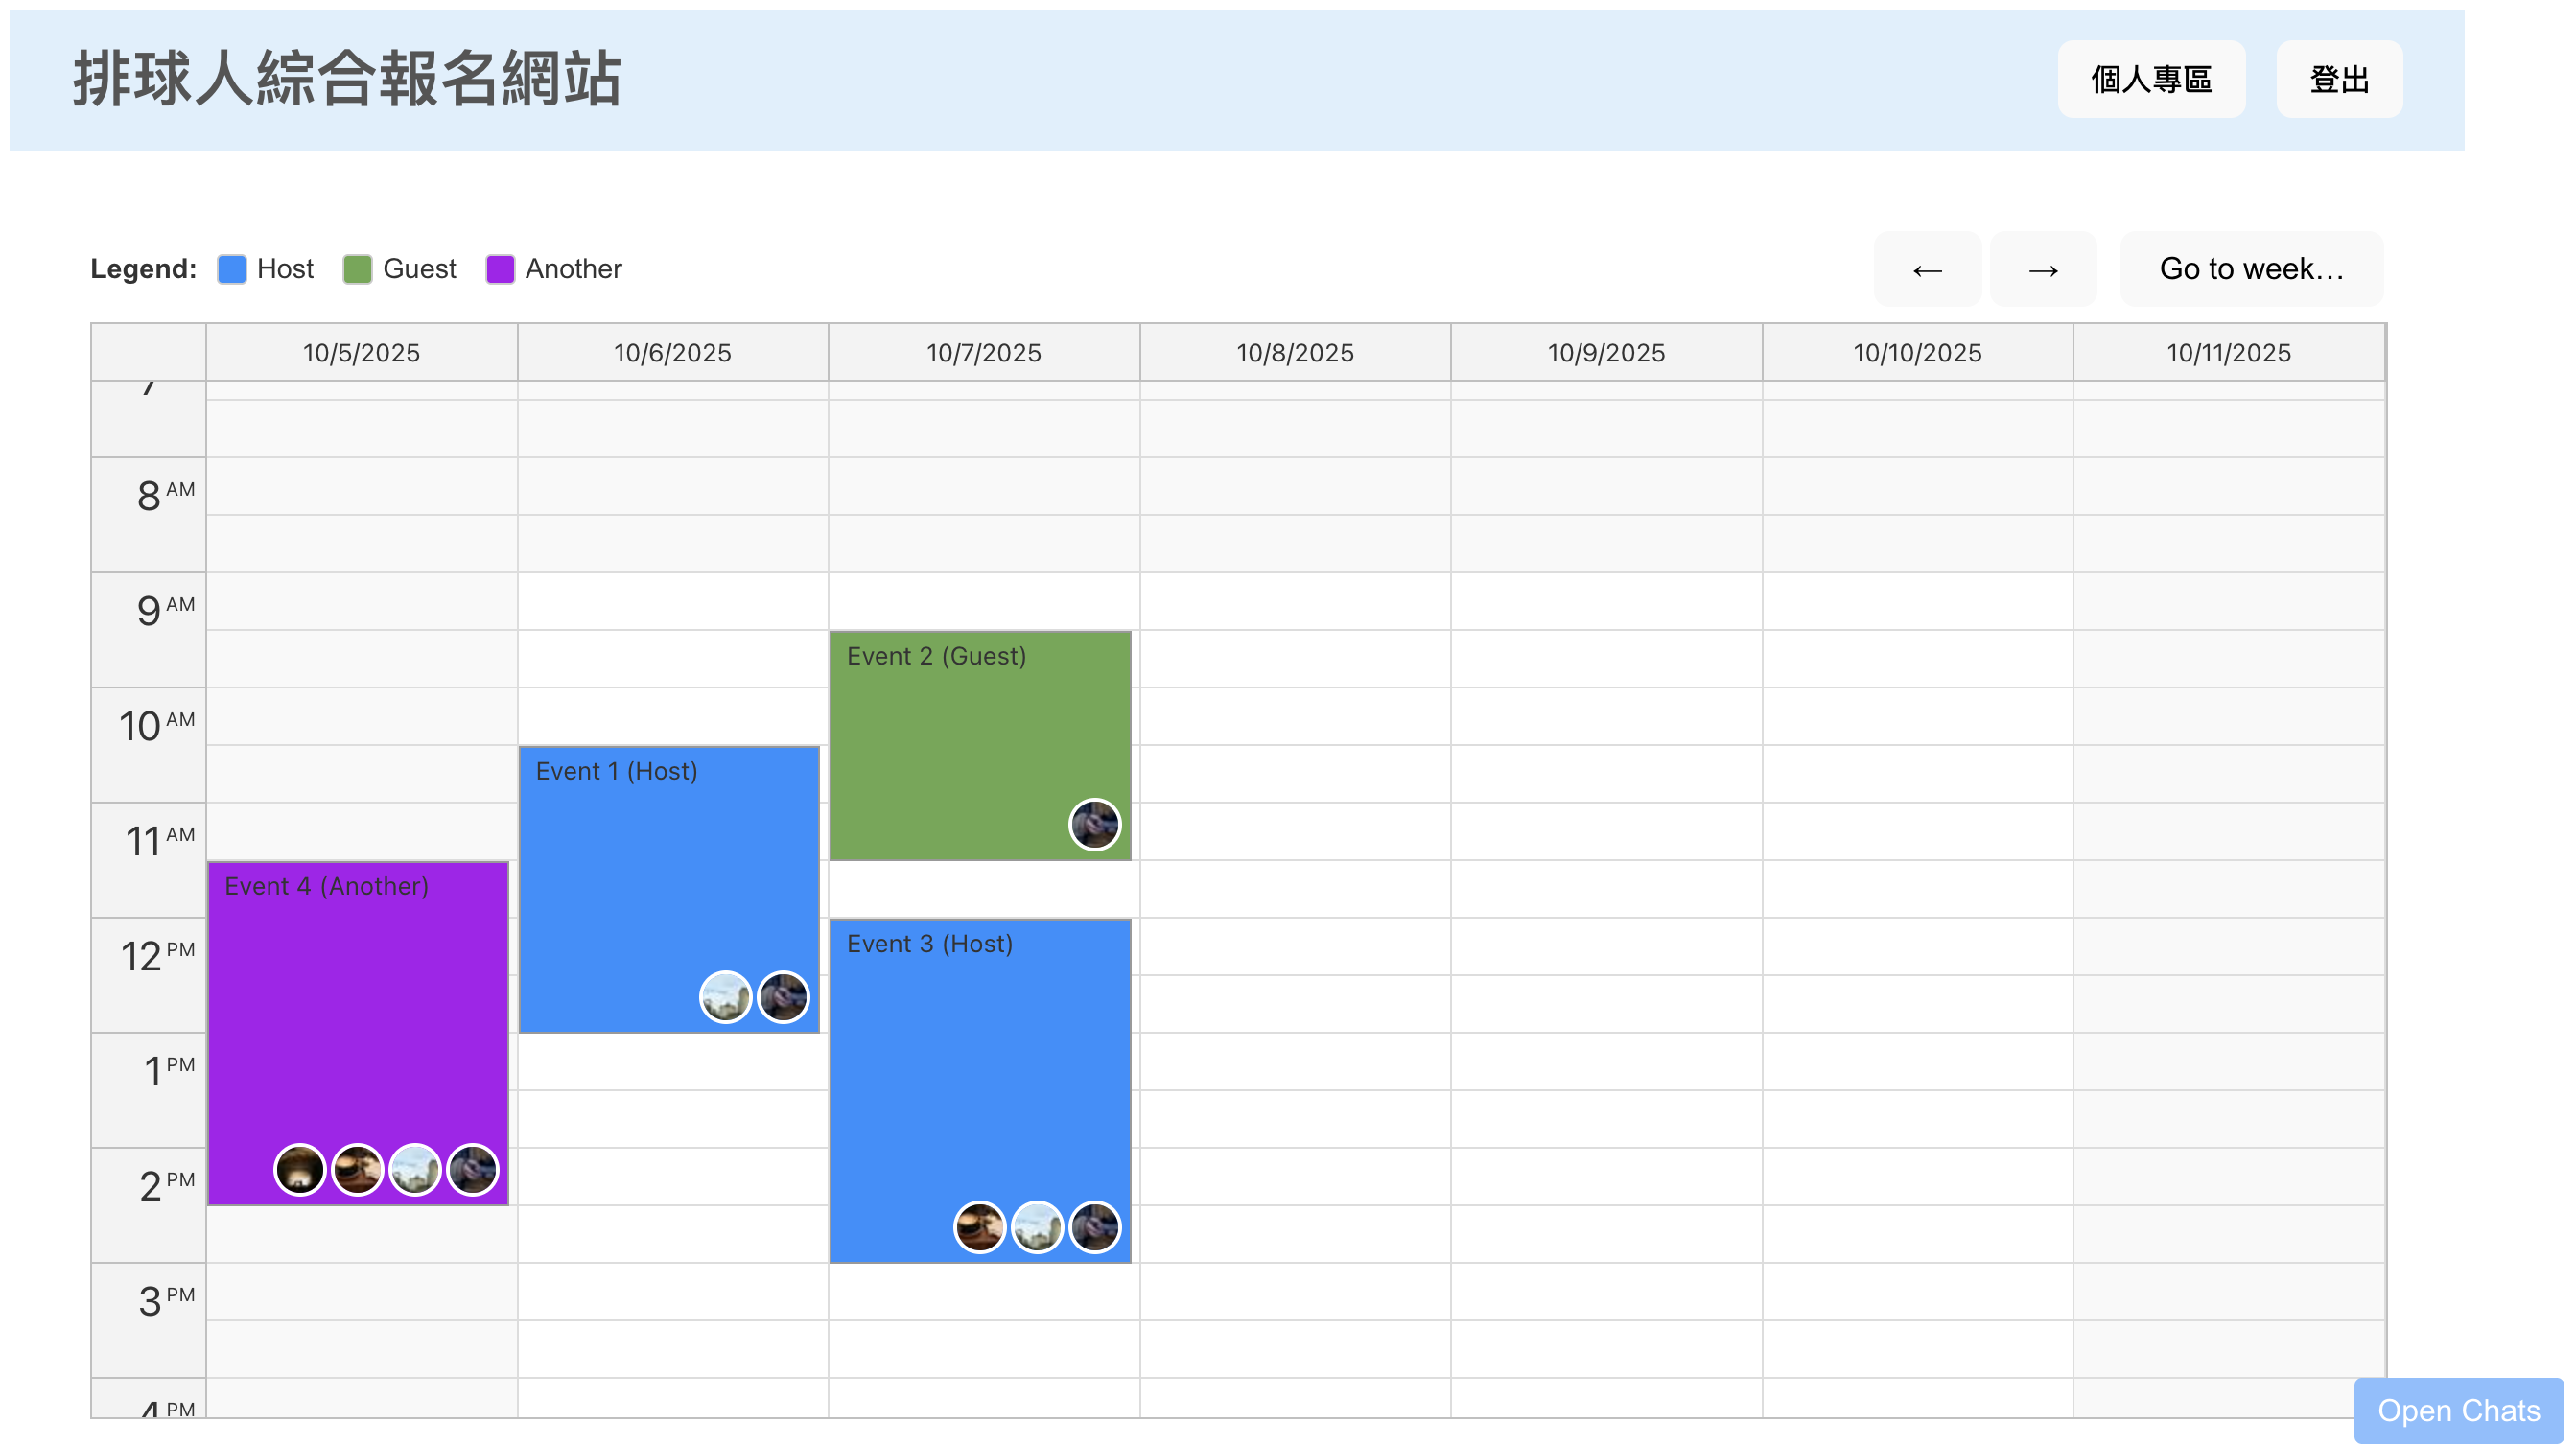 排球人綜合報名網站
個人專區 登出
Legend: Host Guest Another
← → Go to week...
10/5/2025 10/6/2025 10/7/2025 10/8/2025 10/9/2025 10/10/2025 10/11/2025
7
8 AM
9 AM
Event 2 (Guest)
10 AM
Event 1 (Host)
11 AM
Event 4 (Another)
12 PM
Event 3 (Host)
1 PM
2 PM
3 PM
4 PM
Open Chats